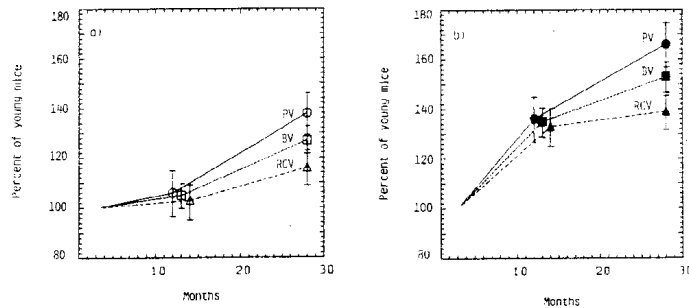 a)
180
160
140
120
100
80
Percent of young mice
PV
BV
RCV
10
20
30
Months
b)
180
160
140
120
100
80
Percent of young mice
PV
BV
RCV
10
20
30
Months